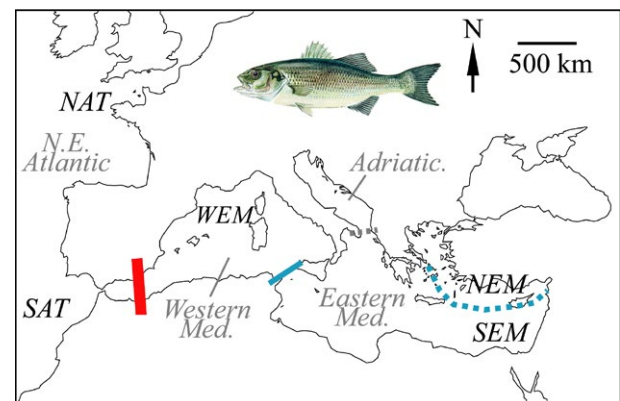 N
500 km
NAT
N.E.
Atlantic
Adriatic.
WEM
SAT
Western
Med.
Eastern
Med.
NEM
SEM